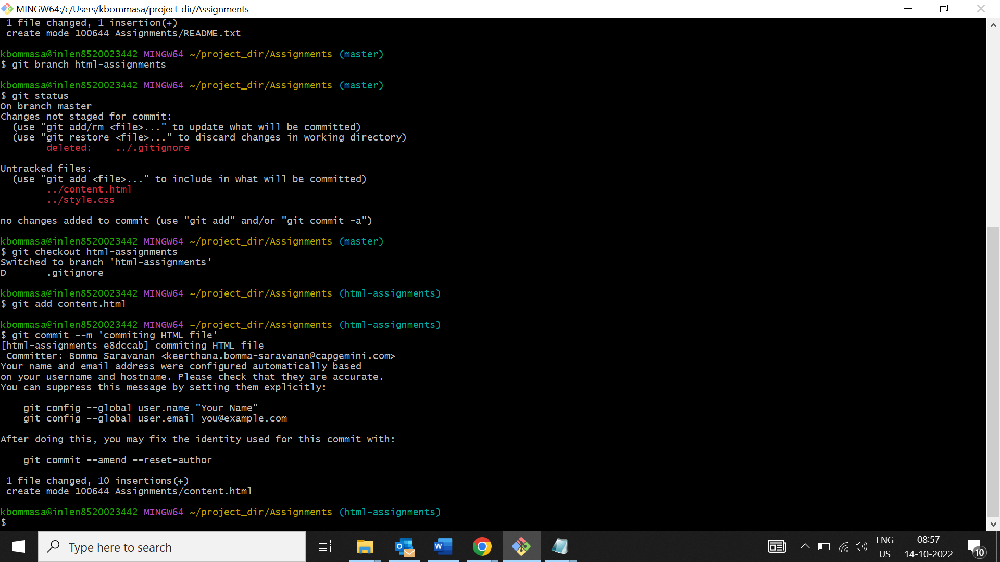 MINGW64:/c/Users/kbommasa/project_dir/Assignments
1 file changed, 1 insertion(+)
create mode 100644 Assignments/README.txt
kbommasa@inlen8520023442 MINGW64 ~/project_dir/Assignments (master)
$ git branch html-assignments
kbommasa@inlen8520023442 MINGW64 ~/project_dir/Assignments (master)
$ git status
On branch master
Changes not staged for commit:
(use "git add/rm <file>..." to update what will be committed)
(use "git restore <file>..." to discard changes in working directory)
deleted: ../.gitignore
Untracked files:
(use "git add <file>..." to include in what will be committed)
../content.html
../style.css
no changes added to commit (use "git add" and/or "git commit -a")
kbommasa@inlen8520023442 MINGW64 ~/project_dir/Assignments (master)
$ git checkout html-assignments
Switched to branch 'html-assignments'
D .gitignore
kbommasa@inlen8520023442 MINGW64 ~/project_dir/Assignments (html-assignments)
$ git add content.html
kbommasa@inlen8520023442 MINGW64 ~/project_dir/Assignments (html-assignments)
$ git commit --m 'commiting HTML file'
[html-assignments e8dccab] commiting HTML file
Committer: Bomma Saravanan <keerthana.bomma-saravanan@capgemini.com>
Your name and email address were configured automatically based
on your username and hostname. Please check that they are accurate.
You can suppress this message by setting them explicitly:
git config --global user.name "Your Name"
git config --global user.email you@example.com
After doing this, you may fix the identity used for this commit with:
git commit --amend --reset-author
1 file changed, 10 insertions(+)
create mode 100644 Assignments/content.html
kbommasa@inlen8520023442 MINGW64 ~/project_dir/Assignments (html-assignments)
$
Type here to search
ENG
US
08:57
14-10-2022
10